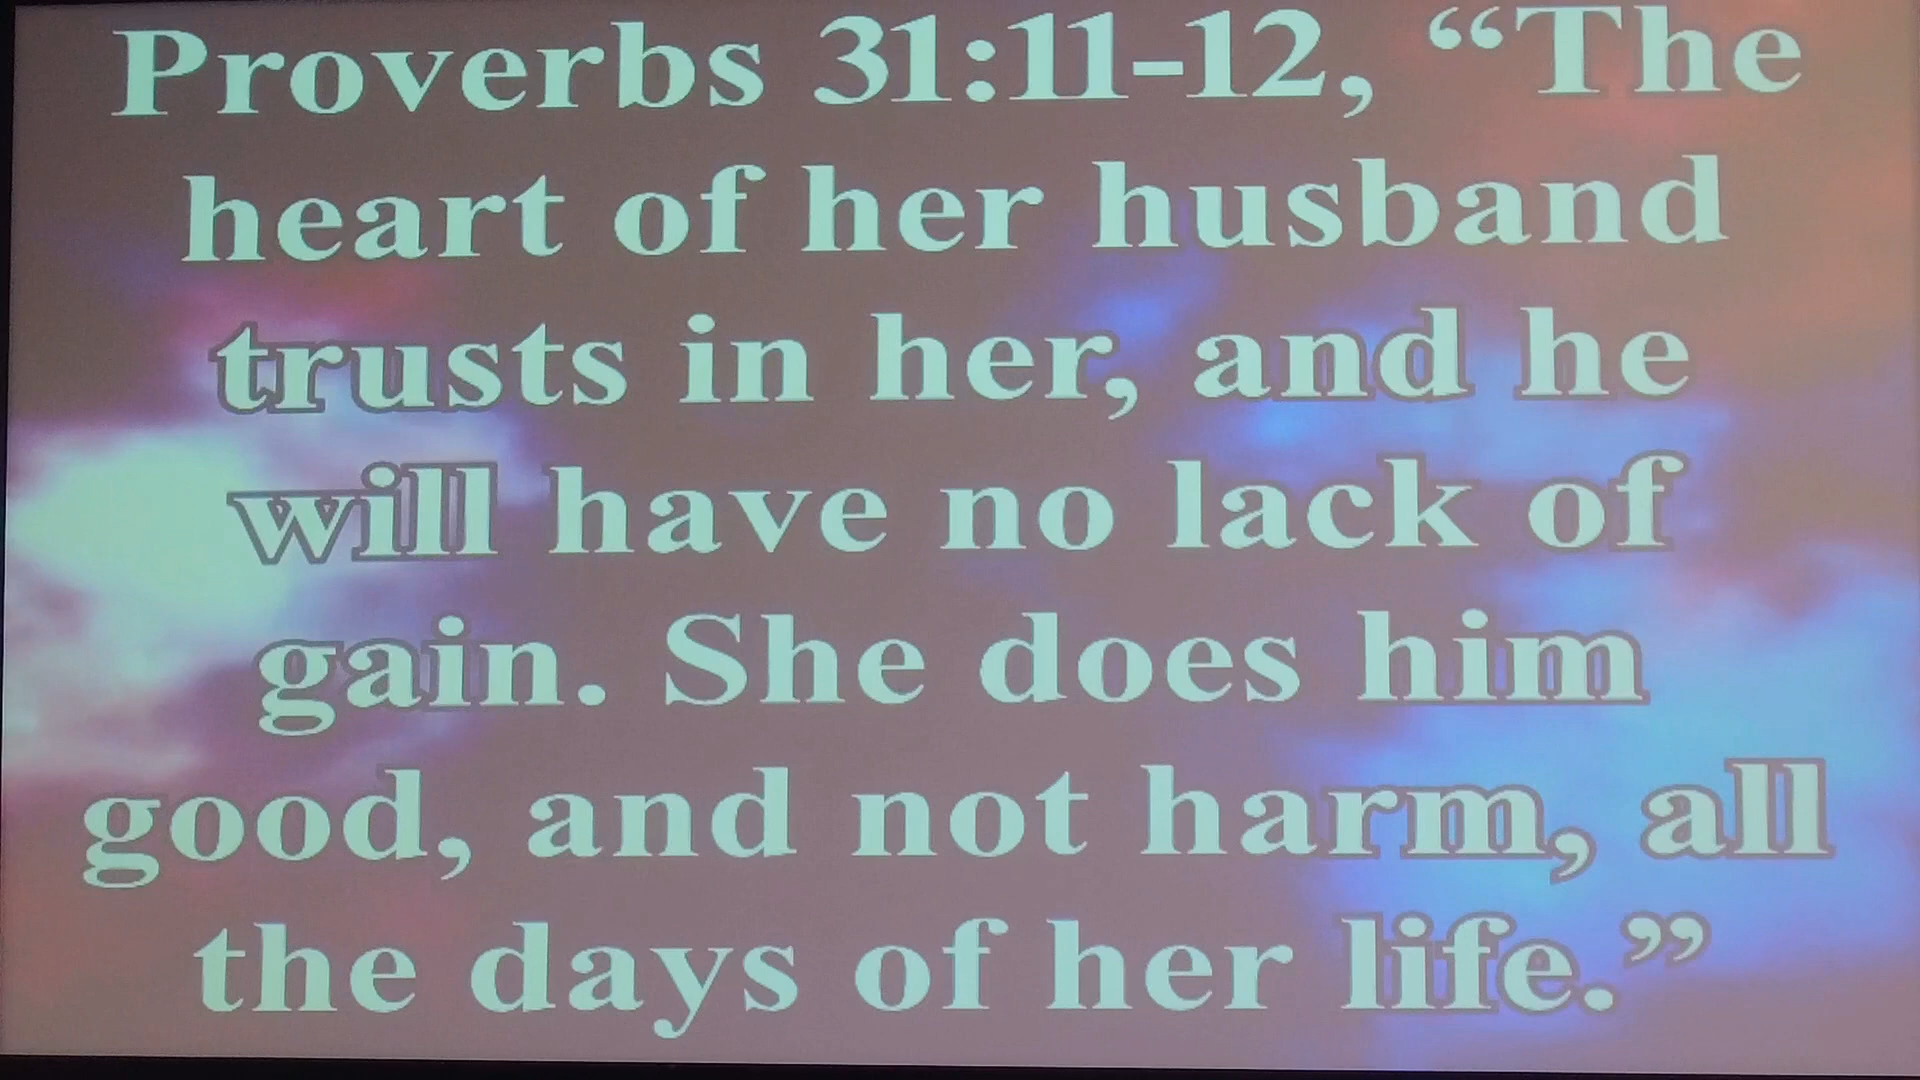 Proverbs 31:11-12, “The
heart of her husband
trusts in her, and he
will have no lack of
gain. She does him
good, and not harm, all
the days of her life.”